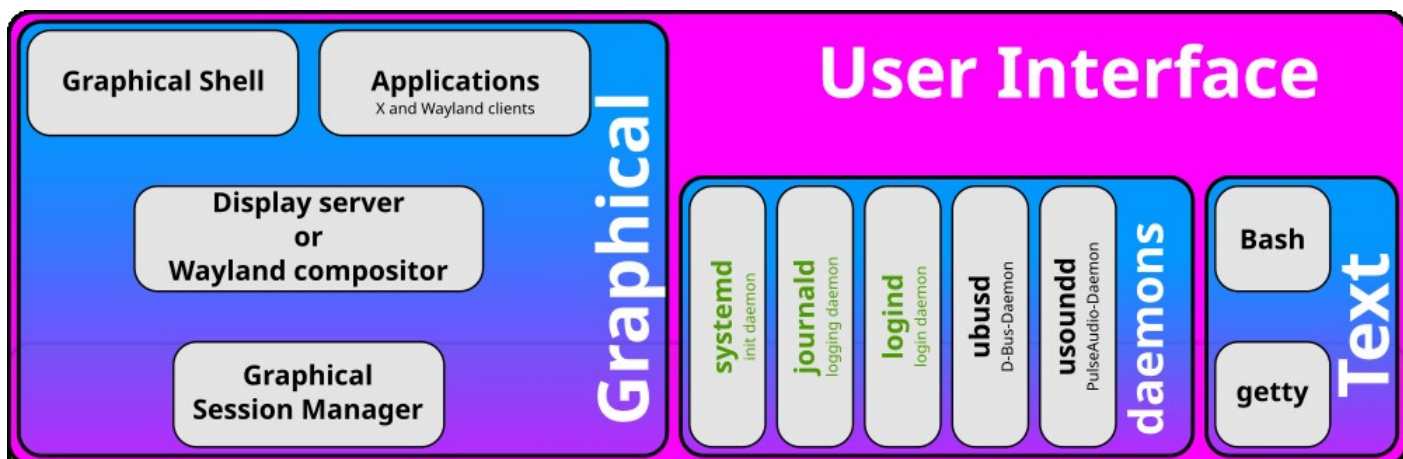 User Interface
Graphical Shell
Applications
X and Wayland clients
Display server
or
Wayland compositor
Graphical
Session Manager
Graphical
systemd
init daemon
journald
logging daemon
logind
login daemon
ubusd
D-Bus-Daemon
usoundd
PulseAudio-Daemon
daemons
Bash
getty
Text